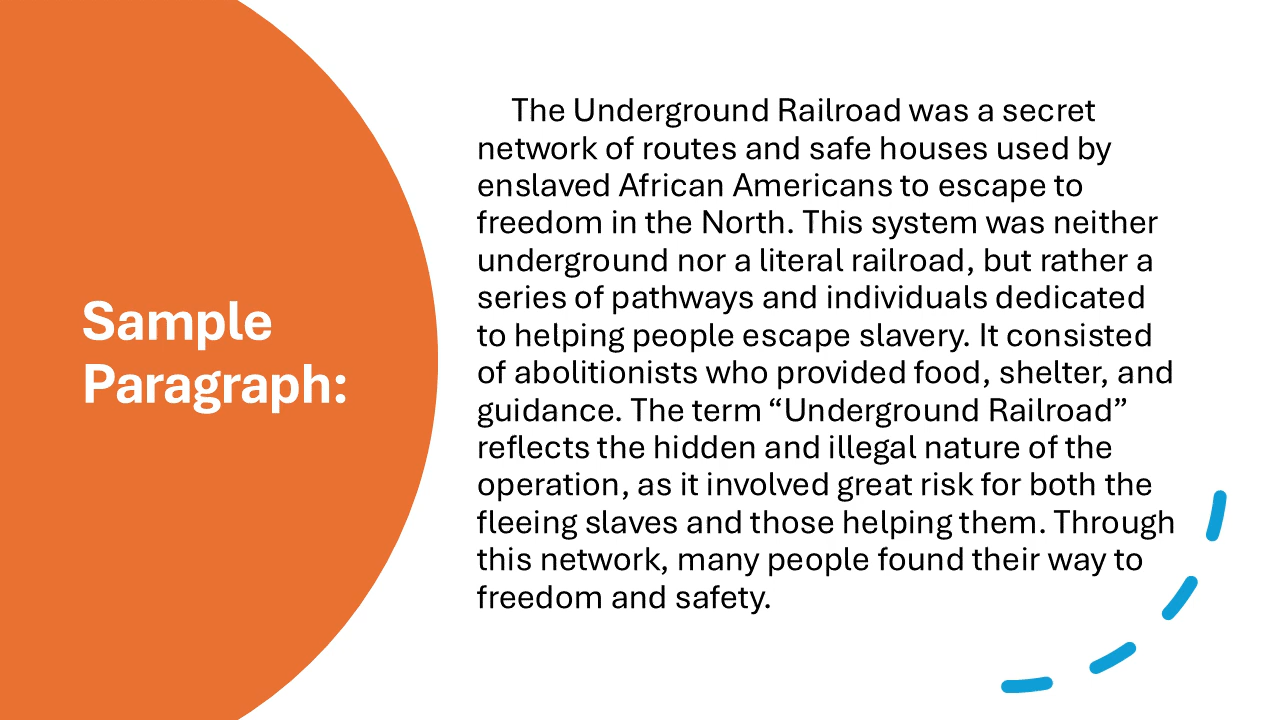 Sample
Paragraph:
The Underground Railroad was a secret
network of routes and safe houses used by
enslaved African Americans to escape to
freedom in the North. This system was neither
underground nor a literal railroad, but rather a
series of pathways and individuals dedicated
to helping people escape slavery. It consisted
of abolitionists who provided food, shelter, and
guidance. The term “Underground Railroad”
reflects the hidden and illegal nature of the
operation, as it involved great risk for both the
fleeing slaves and those helping them. Through
this network, many people found their way to
freedom and safety.